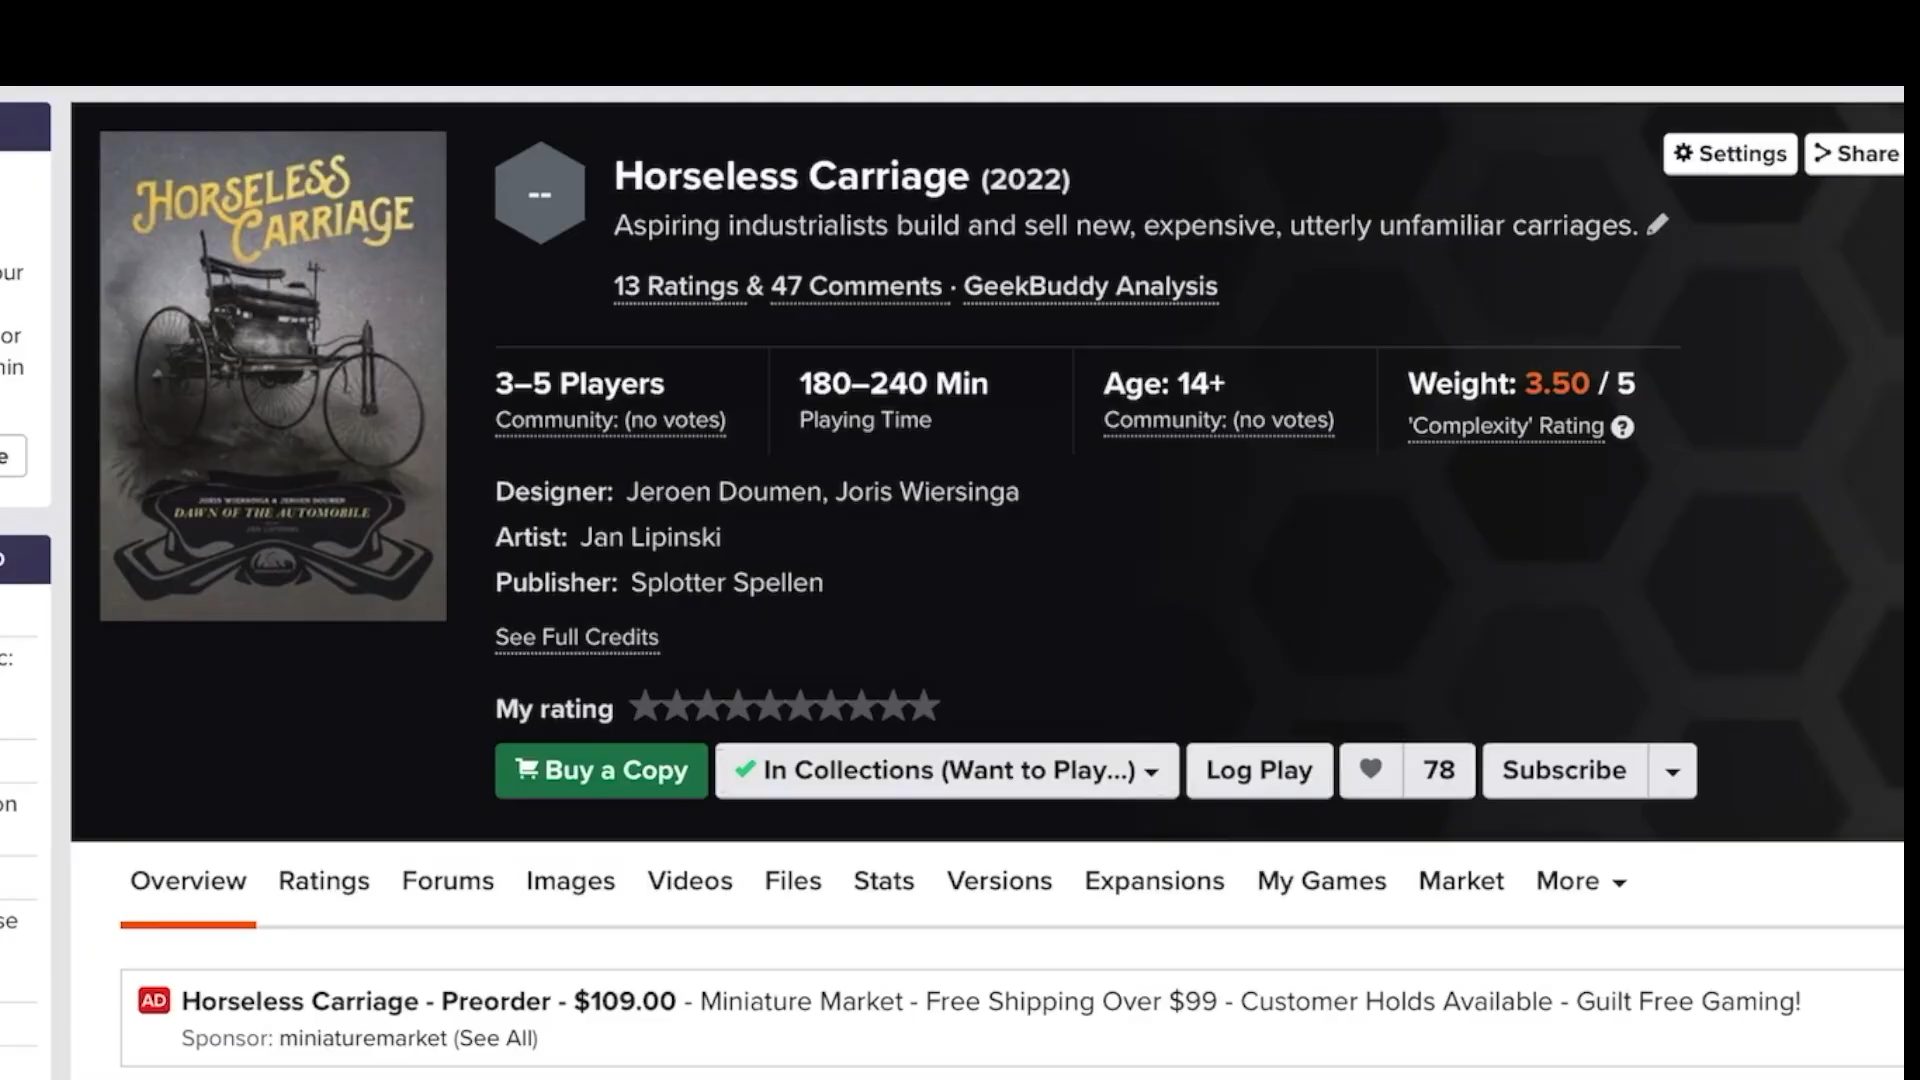 Settings
Share
HORSELESS
CARRIAGE
JORIS WIERSINGA & JEROEN DOUMEN
DAWN OF THE AUTOMOBILE
--
Horseless Carriage (2022)
Aspiring industrialists build and sell new, expensive, utterly unfamiliar carriages.
13 Ratings & 47 Comments · GeekBuddy Analysis
3–5 Players
Community: (no votes)
180–240 Min
Playing Time
Age: 14+
Community: (no votes)
Weight: 3.50 / 5
'Complexity' Rating ?
Designer: Jeroen Doumen, Joris Wiersinga
Artist: Jan Lipinski
Publisher: Splotter Spellen
See Full Credits
My rating
Buy a Copy
In Collections (Want to Play...)
Log Play
78
Subscribe
Overview Ratings Forums Images Videos Files Stats Versions Expansions My Games Market More
AD Horseless Carriage - Preorder - $109.00 - Miniature Market - Free Shipping Over $99 - Customer Holds Available - Guilt Free Gaming!
Sponsor: miniaturemarket (See All)